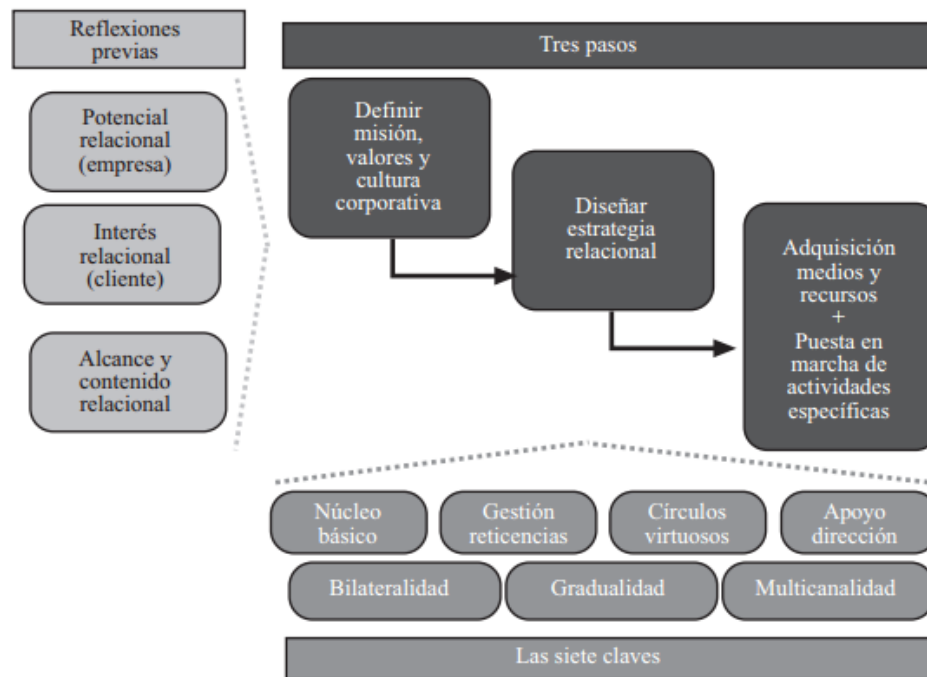 Reflexiones
previas
Potencial
relacional
(empresa)
Interés
relacional
(cliente)
Alcance y
contenido
relacional
Tres pasos
Definir
misión,
valores y
cultura
corporativa
Diseñar
estrategia
relacional
Adquisición
medios y
recursos
+
Puesta en
marcha de
actividades
específicas
Núcleo
básico
Gestión
reticencias
Círculos
virtuosos
Apoyo
dirección
Bilateralidad
Gradualidad
Multicanalidad
Las siete claves